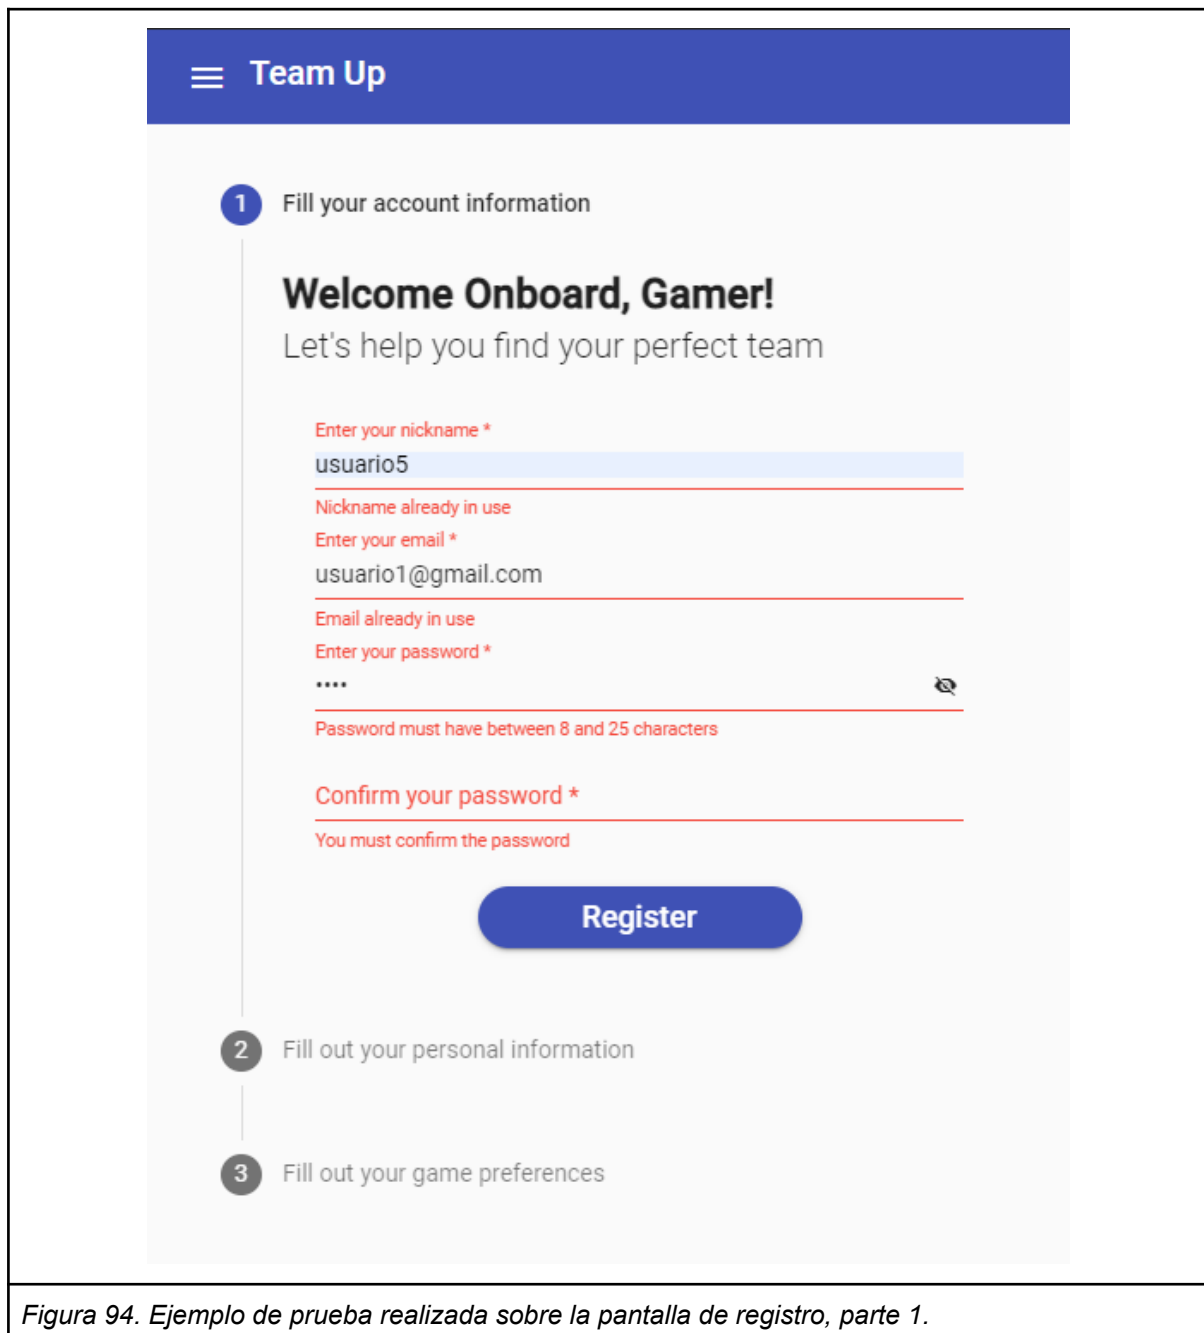 Team Up
1 Fill your account information
Welcome Onboard, Gamer!
Let's help you find your perfect team
Enter your nickname *
usuario5
Nickname already in use
Enter your email *
usuario1@gmail.com
Email already in use
Enter your password *
••••
Password must have between 8 and 25 characters
Confirm your password *
You must confirm the password
Register
2 Fill out your personal information
3 Fill out your game preferences
Figura 94. Ejemplo de prueba realizada sobre la pantalla de registro, parte 1.